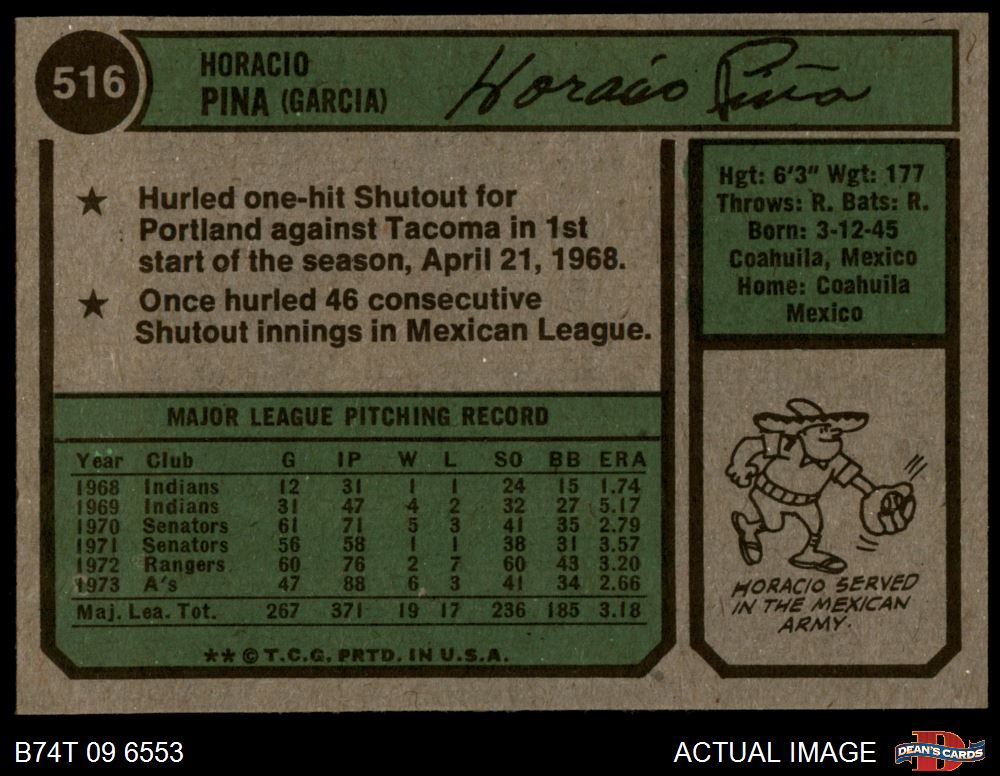 516
HORACIO
PINA (GARCIA)
Horacio Piña
★ Hurled one-hit Shutout for
Portland against Tacoma in 1st
start of the season, April 21, 1968.
★ Once hurled 46 consecutive
Shutout innings in Mexican League.
Hgt: 6'3" Wgt: 177
Throws: R. Bats: R.
Born: 3-12-45
Coahuila, Mexico
Home: Coahuila
Mexico
MAJOR LEAGUE PITCHING RECORD
Year Club G IP W L SO BB ERA
1968 Indians 12 31 1 1 24 15 1.74
1969 Indians 31 47 4 2 32 27 5.17
1970 Senators 61 71 5 3 41 35 2.79
1971 Senators 56 58 1 1 38 31 3.57
1972 Rangers 60 76 2 7 60 43 3.20
1973 A's 47 88 6 3 41 34 2.66
Maj. Lea. Tot. 267 371 19 17 236 185 3.18
** © T.C.G. PRTD. IN U.S.A.
HORACIO SERVED
IN THE MEXICAN
ARMY.
B74T 09 6553
ACTUAL IMAGE
DEAN'S CARDS